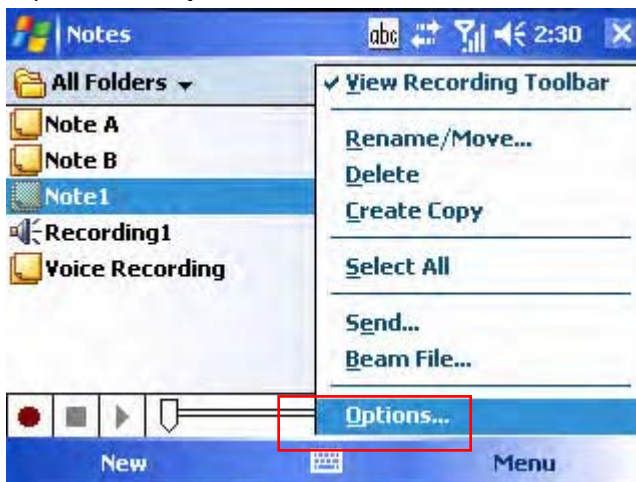 Notes abc 2:30
All Folders
Note A
Note B
Note1
Recording1
Voice Recording
View Recording Toolbar
Rename/Move...
Delete
Create Copy
Select All
Send...
Beam File...
Options...
New Menu